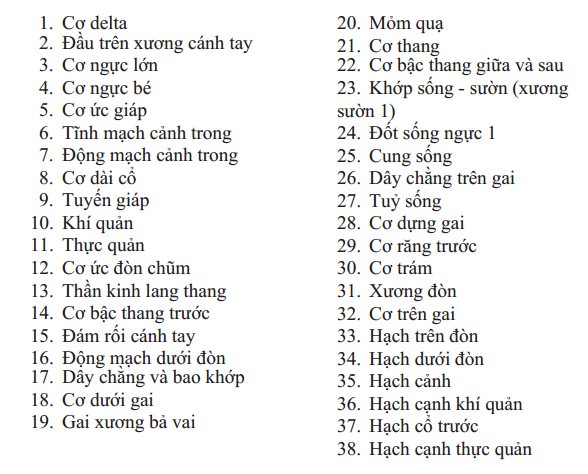 1. Cơ delta
2. Đầu trên xương cánh tay
3. Cơ ngực lớn
4. Cơ ngực bé
5. Cơ ức giáp
6. Tĩnh mạch cảnh trong
7. Động mạch cảnh trong
8. Cơ dài cổ
9. Tuyến giáp
10. Khí quản
11. Thực quản
12. Cơ ức đòn chũm
13. Thần kinh lang thang
14. Cơ bậc thang trước
15. Đám rối cánh tay
16. Động mạch dưới đòn
17. Dây chằng và bao khớp
18. Cơ dưới gai
19. Gai xương bả vai
20. Mỏm quạ
21. Cơ thang
22. Cơ bậc thang giữa và sau
23. Khớp sống - sườn (xương
sườn 1)
24. Đốt sống ngực 1
25. Cung sống
26. Dây chằng trên gai
27. Tuỷ sống
28. Cơ dựng gai
29. Cơ răng trước
30. Cơ trám
31. Xương đòn
32. Cơ trên gai
33. Hạch trên đòn
34. Hạch dưới đòn
35. Hạch cảnh
36. Hạch cạnh khí quản
37. Hạch cổ trước
38. Hạch cạnh thực quản